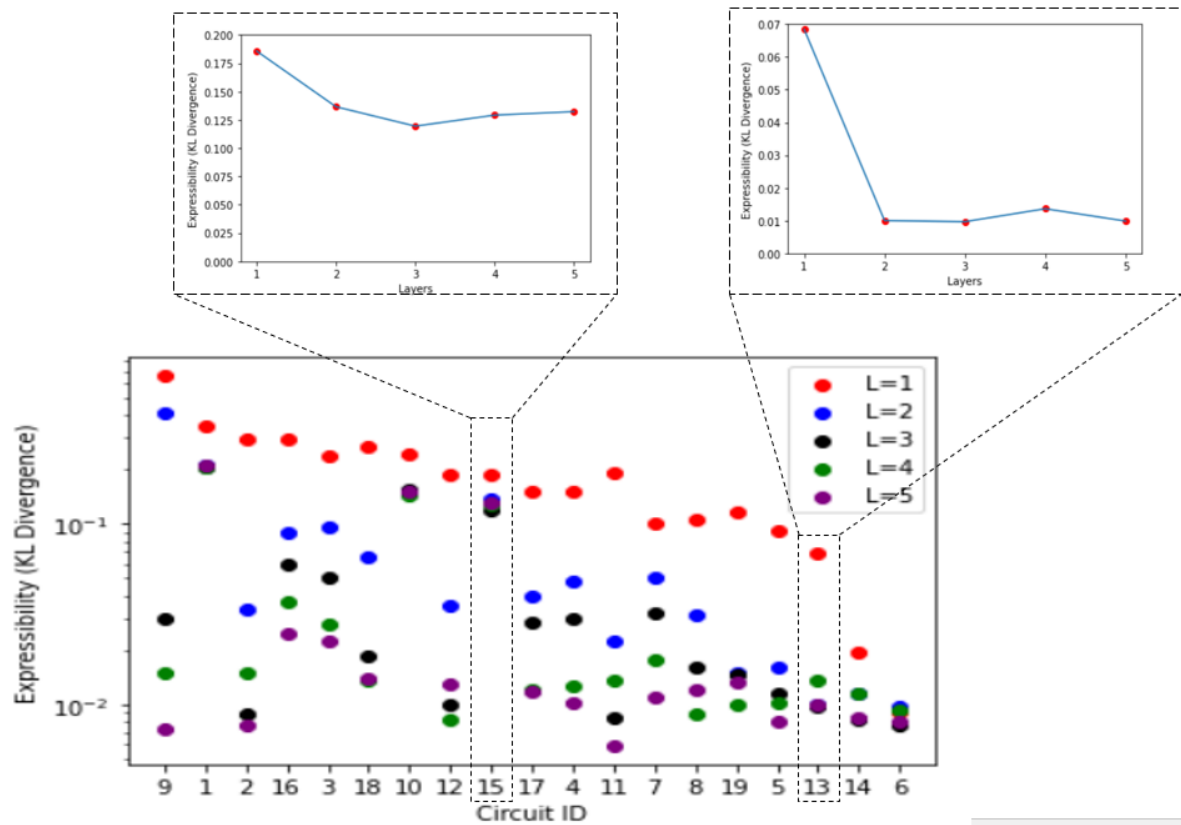 0.200
0.175
0.150
0.125
0.100
0.075
0.050
0.025
0.000
Expressibility (KL Divergence)
1 2 3 4 5
Layers
0.07
0.06
0.05
0.04
0.03
0.02
0.01
0.00
Expressibility (KL Divergence)
1 2 3 4 5
Layers
L=1
L=2
L=3
L=4
L=5
10⁻¹
10⁻²
Expressibility (KL Divergence)
9 1 2 16 3 18 10 12 15 17 4 11 7 8 19 5 13 14 6
Circuit ID